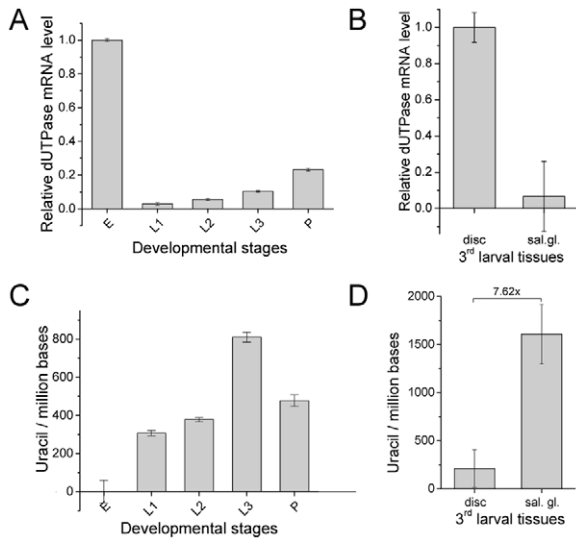 A
Relative dUTPase mRNA level
1.0
0.8
0.6
0.4
0.2
0.0
E
L1
L2
L3
P
Developmental stages
B
Relative dUTPase mRNA level
1.0
0.8
0.6
0.4
0.2
0.0
disc
sal.gl.
3rd larval tissues
C
Uracil / million bases
800
600
400
200
0
E
L1
L2
L3
P
Developmental stages
D
Uracil / million bases
2000
1500
1000
500
0
7.62x
disc
sal. gl.
3rd larval tissues